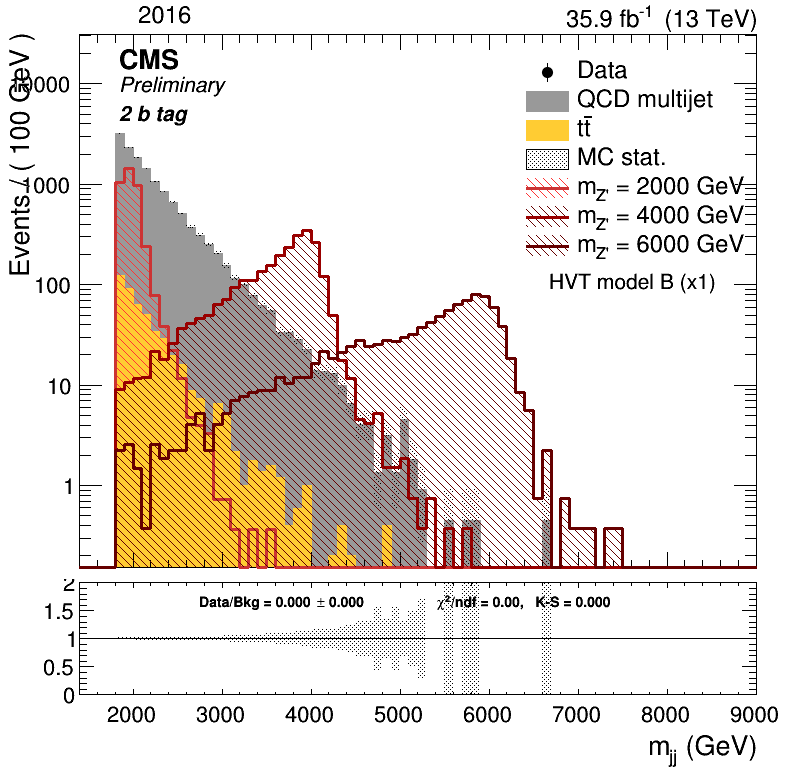 2016
35.9 fb⁻¹ (13 TeV)
Events / ( 100 GeV )
CMS
Preliminary
2 b tag
Data
QCD multijet
tt̄
MC stat.
m_Z' = 2000 GeV
m_Z' = 4000 GeV
m_Z' = 6000 GeV
HVT model B (x1)
10000
1000
100
10
1
2
1.5
1
0.5
0
Data/Bkg = 0.000 ± 0.000
χ²/ndf = 0.00, K-S = 0.000
2000 3000 4000 5000 6000 7000 8000 9000
m_jj (GeV)